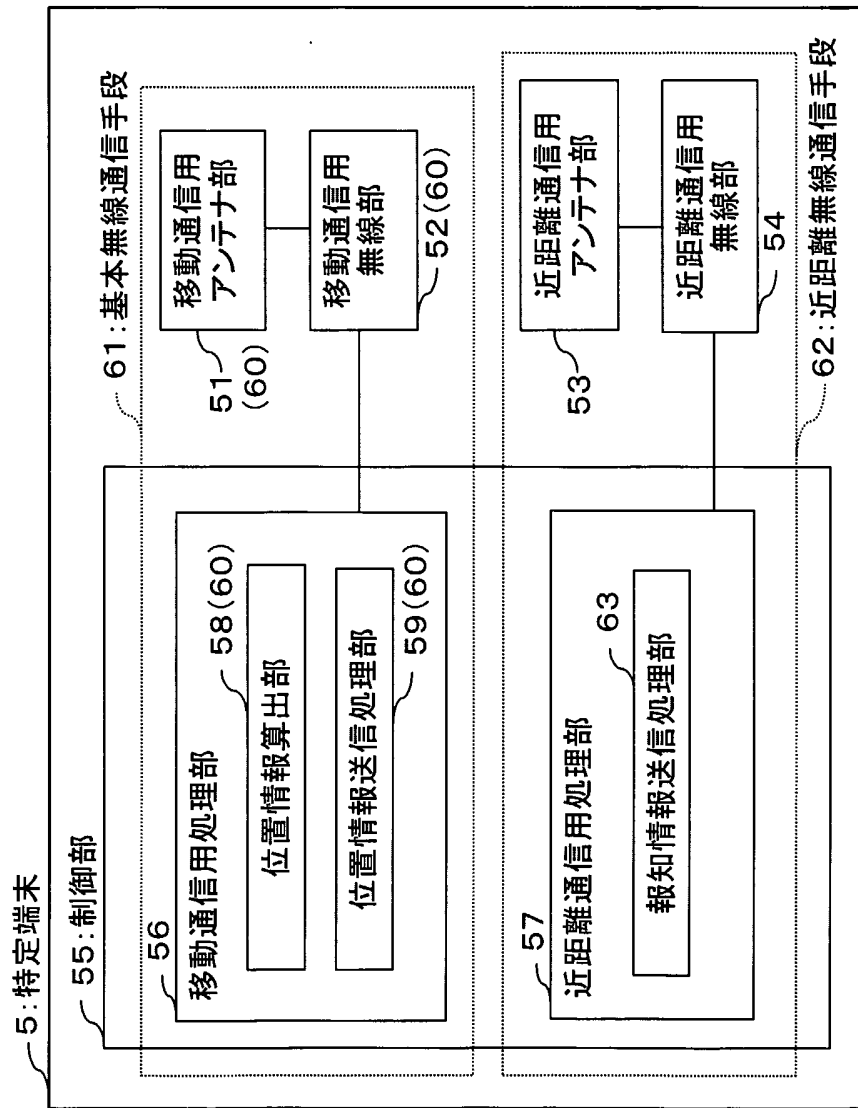 5:特定端末
55:制御部
61:基本無線通信手段
56
移動通信用処理部
58(60)
位置情報算出部
59(60)
位置情報送信処理部
51
(60)
移動通信用
アンテナ部
52(60)
移動通信用
無線部
57
近距離通信用処理部
63
報知情報送信処理部
53
近距離通信用
アンテナ部
54
近距離通信用
無線部
62:近距離無線通信手段